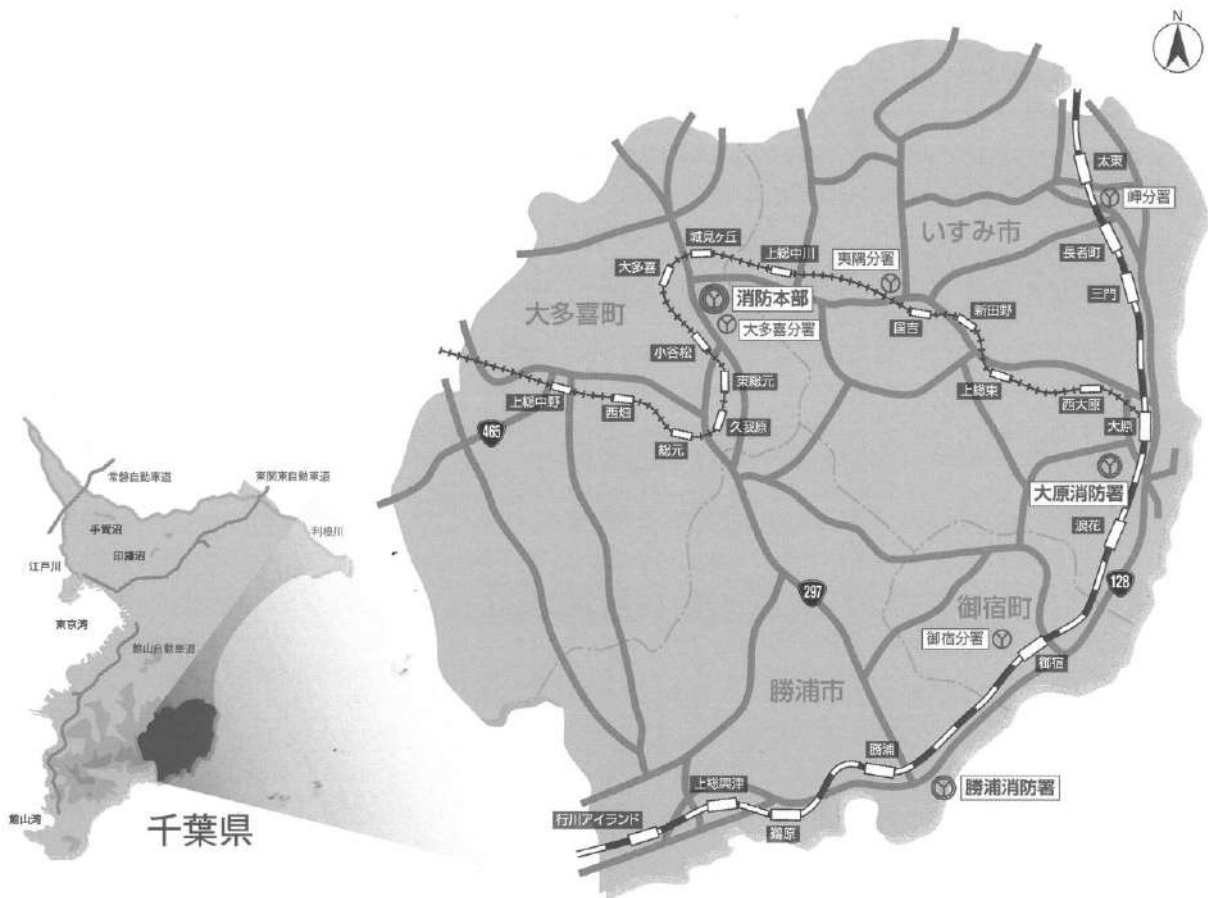 N
太東
岬分署
いすみ市
長者町
城見ヶ丘
上総中川
夷隅分署
大多喜
三門
消防本部
大多喜町
大多喜分署
国吉
新田野
小谷松
東総元
上総東
西大原
上総中野
西畑
久我原
大原
465
総元
大原消防署
浪花
常磐自動車道
東関東自動車道
手賀沼
利根川
印旛沼
江戸川
128
297
御宿町
東京湾
御宿分署
館山自動車道
御宿
勝浦市
勝浦
勝浦消防署
上総興津
行川アイランド
鵜原
館山湾
千葉県